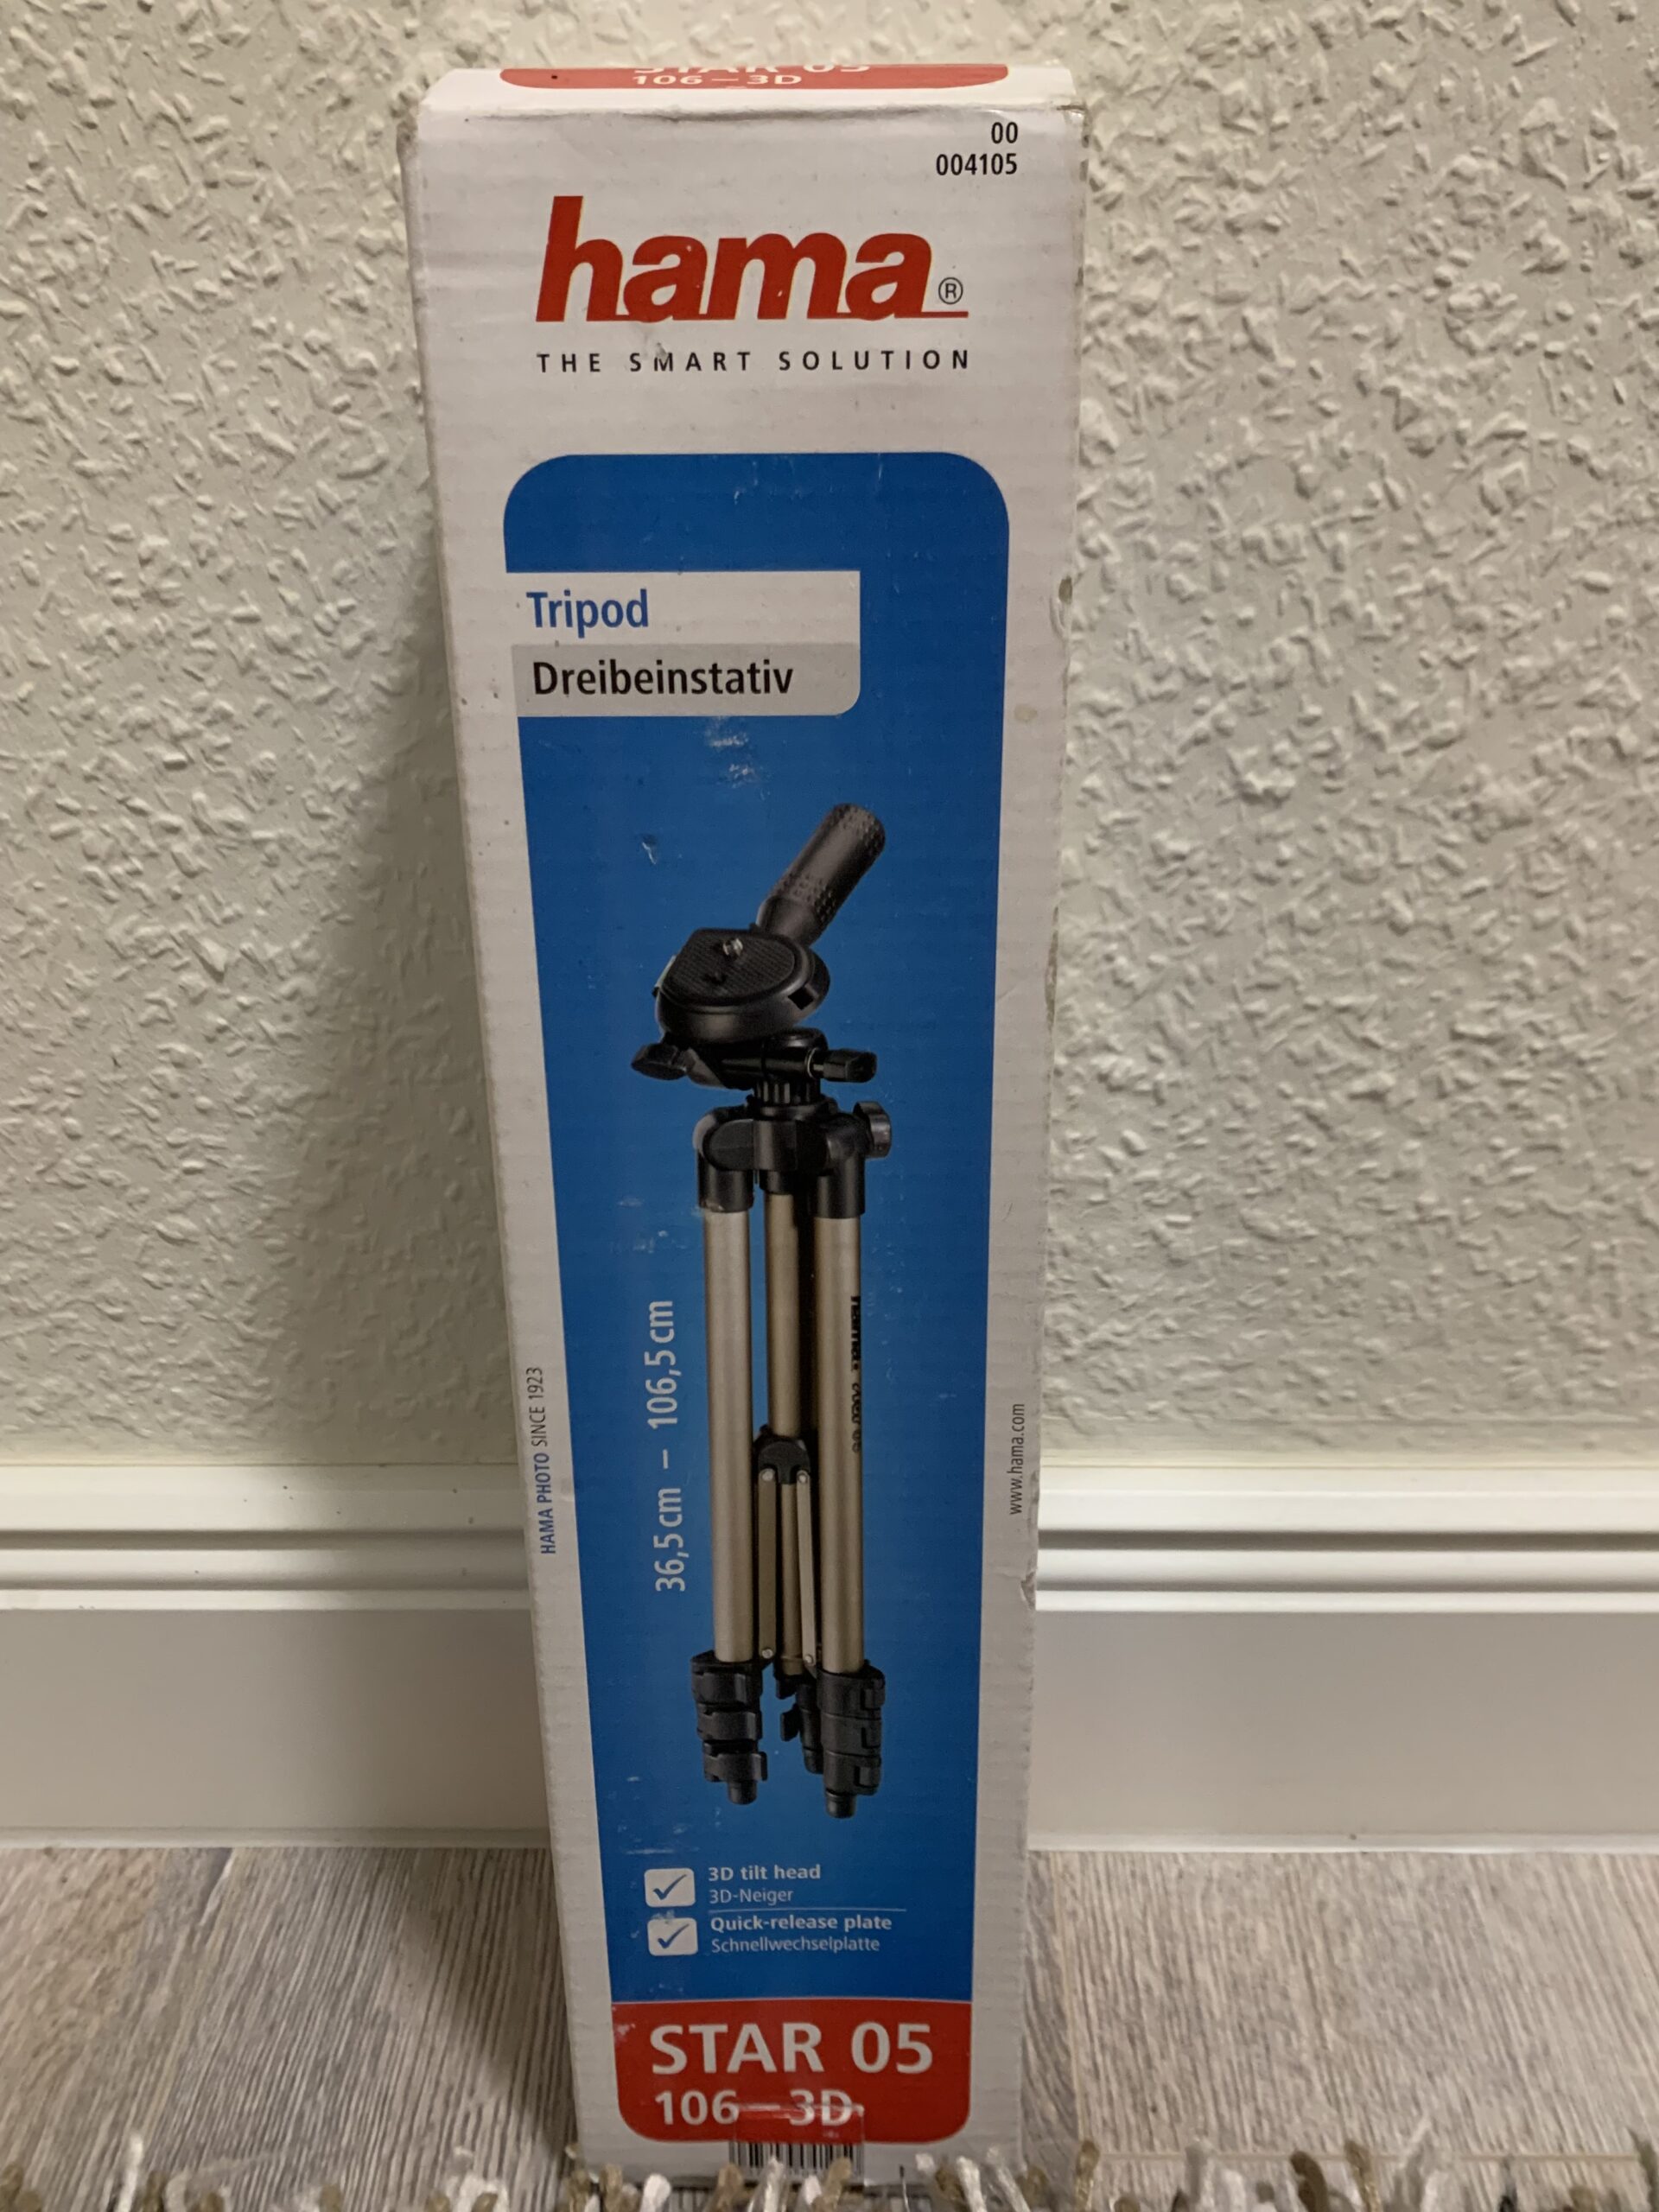 STAR 05
106 – 3D
00
004105
hama®
THE SMART SOLUTION
Tripod
Dreibeinstativ
36,5 cm – 106,5 cm
HAMA PHOTO SINCE 1923
www.hama.com
3D tilt head
3D-Neiger
Quick-release plate
Schnellwechselplatte
STAR 05
106 – 3D